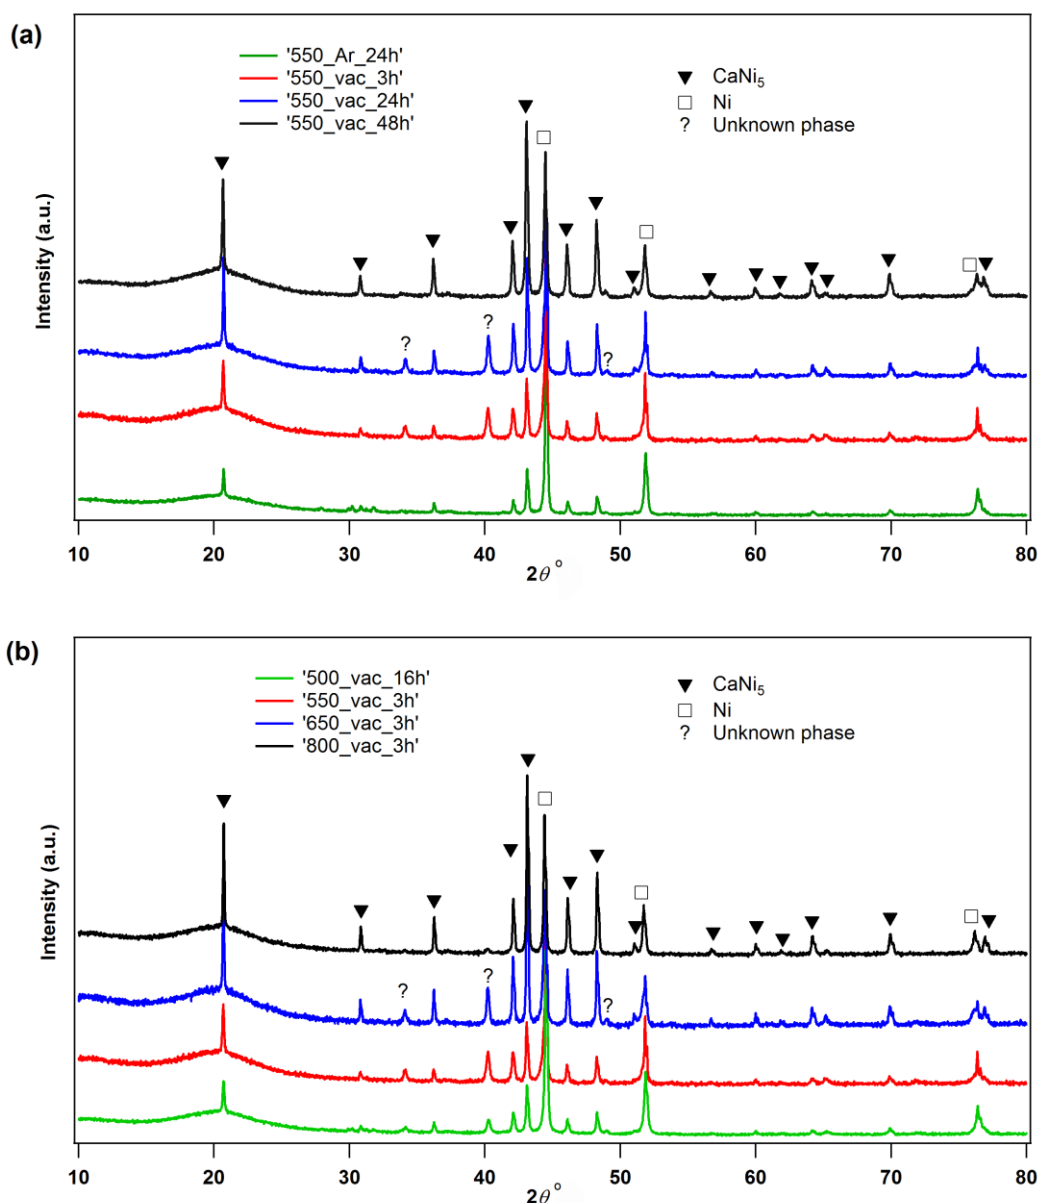 (a)
'550_Ar_24h'
'550_vac_3h'
'550_vac_24h'
'550_vac_48h'
CaNi₅
Ni
? Unknown phase
? ? ?
Intensity (a.u.)
10 20 30 40 50 60 70 80
2θ°
(b)
'500_vac_16h'
'550_vac_3h'
'650_vac_3h'
'800_vac_3h'
CaNi₅
Ni
? Unknown phase
? ? ?
Intensity (a.u.)
10 20 30 40 50 60 70 80
2θ°